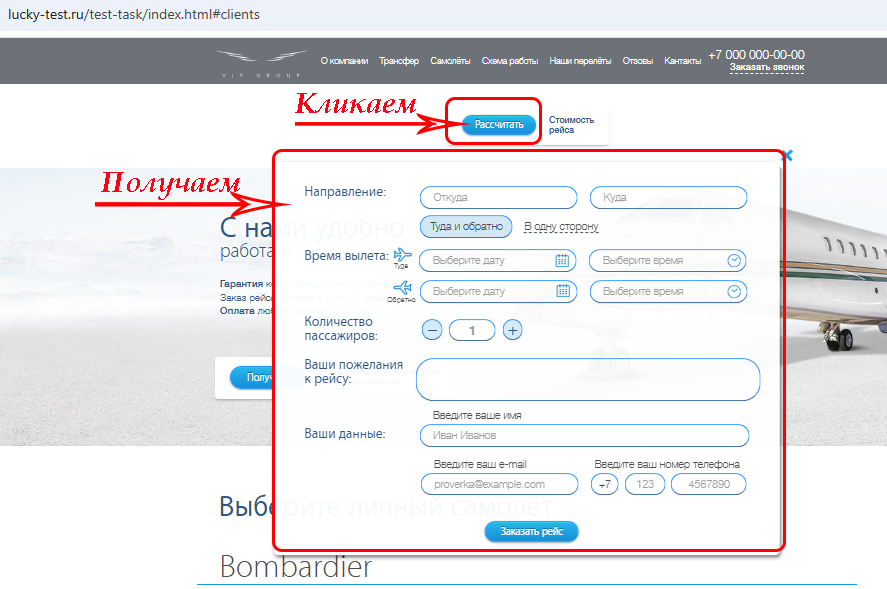 lucky-test.ru/test-task/index.html#clients
VIP GROUP
О компании Трансфер Самолёты Схема работы Наши перелёты Отзовы Кантакты
+7 000 000-00-00
Заказать звонок
Кликаем
Рассчитать
Стоимость
рейса
Получаем
Направление:
Откуда
Куда
С нами удобно
работать
Туда и обратно
В одну сторону
Время вылета:
Туда
Выберите дату
Выберите время
Гарантия
Заказ рейса
Оплата
Обратно
Выберите дату
Выберите время
Количество
пассажиров:
1
Ваши пожелания
к рейсу:
Получ
Введите ваше имя
Ваши данные:
Иван Иванов
Введите ваш e-mail
Введите ваш номер телефона
proverka@example.com
+7
123
4567890
Выберите личный самолёт
Заказать рейс
Bombardier